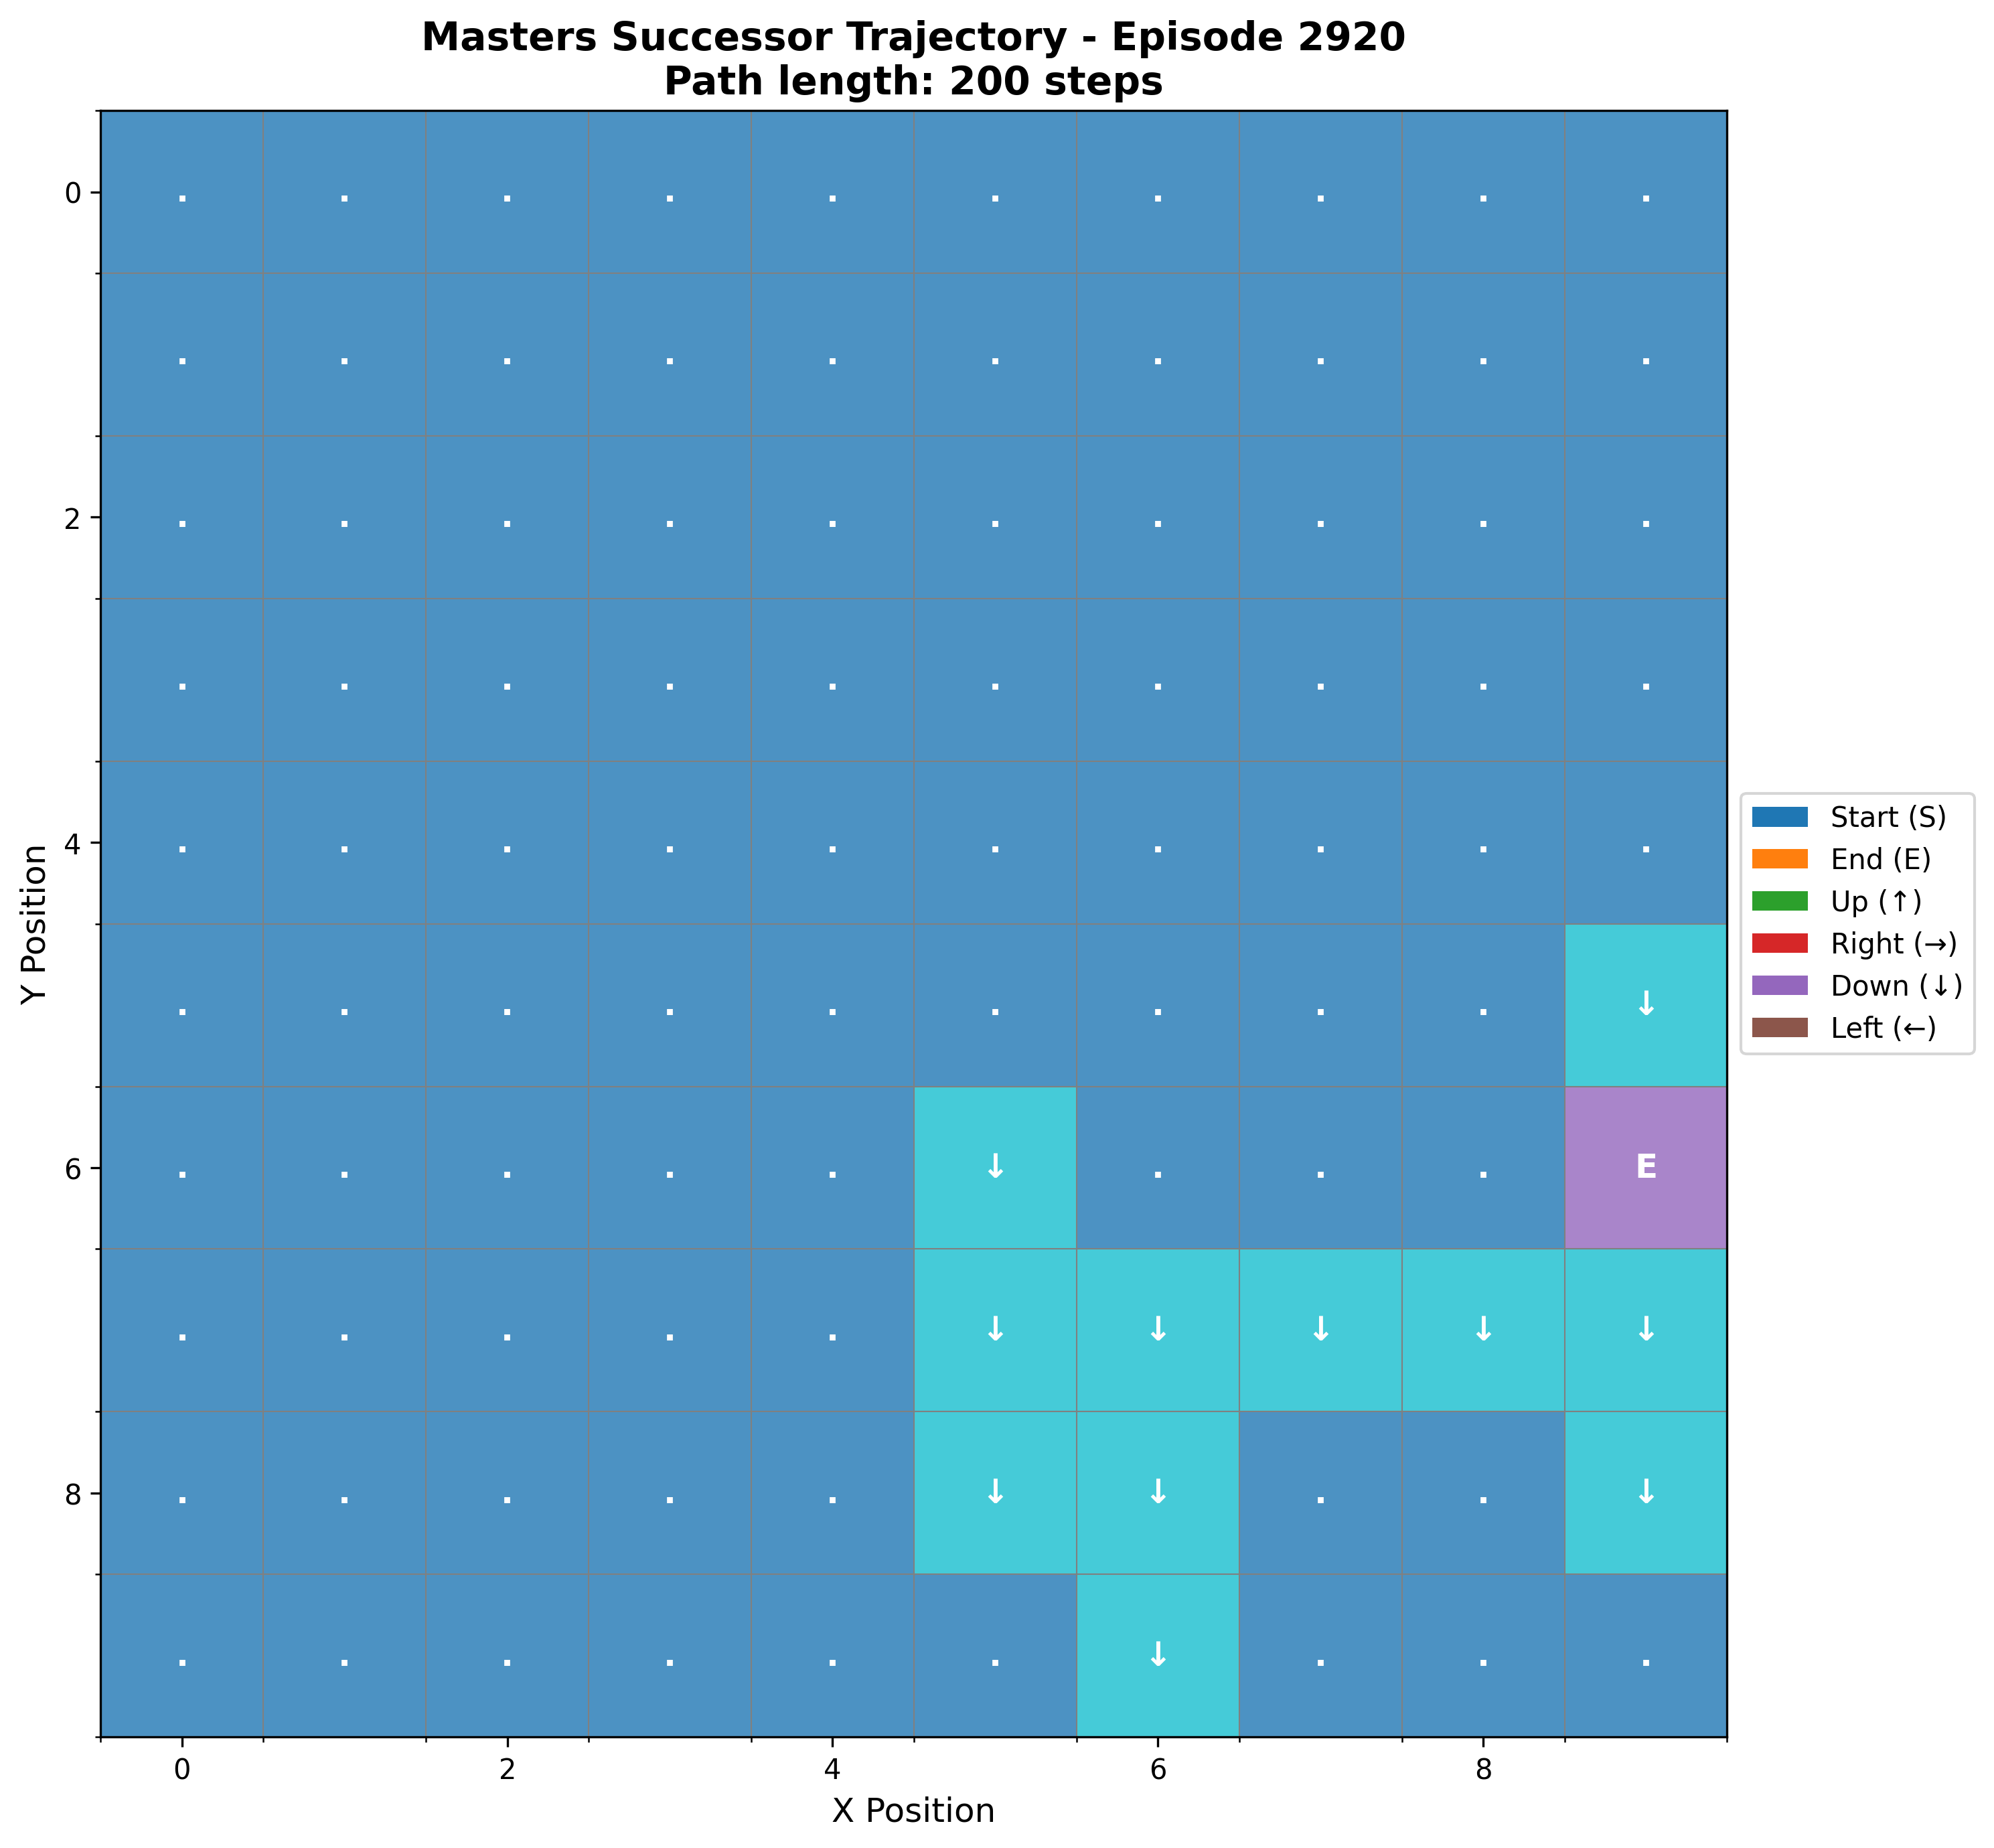 Masters Successor Trajectory - Episode 2920
Path length: 200 steps
0
2
4
6
8
Y Position
↓
↓ E
↓ ↓ ↓ ↓ ↓
↓ ↓ ↓
↓
0 2 4 6 8
X Position
Start (S)
End (E)
Up (↑)
Right (→)
Down (↓)
Left (←)